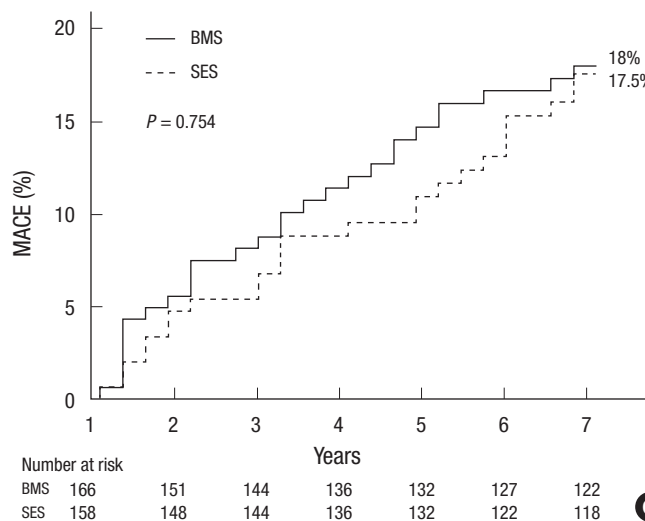 20
BMS
SES
18%
17.5%
P = 0.754
15
MACE (%)
10
5
0
1 2 3 4 5 6 7
Years
Number at risk
BMS 166 151 144 136 132 127 122
SES 158 148 144 136 132 122 118